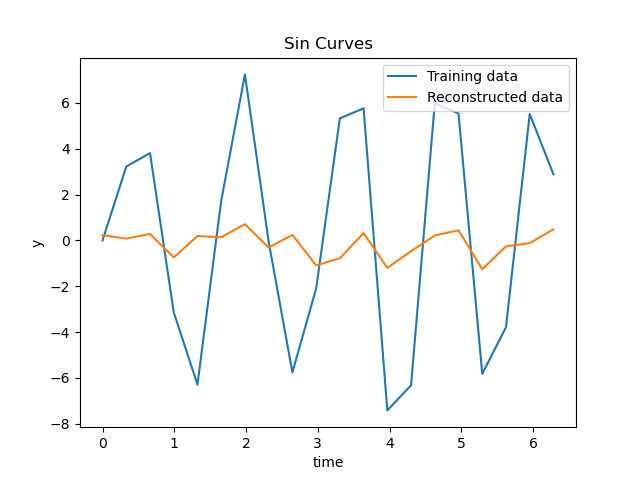 Sin Curves
Training data
Reconstructed data
6
4
2
0
−2
−4
−6
−8
y
0 1 2 3 4 5 6
time